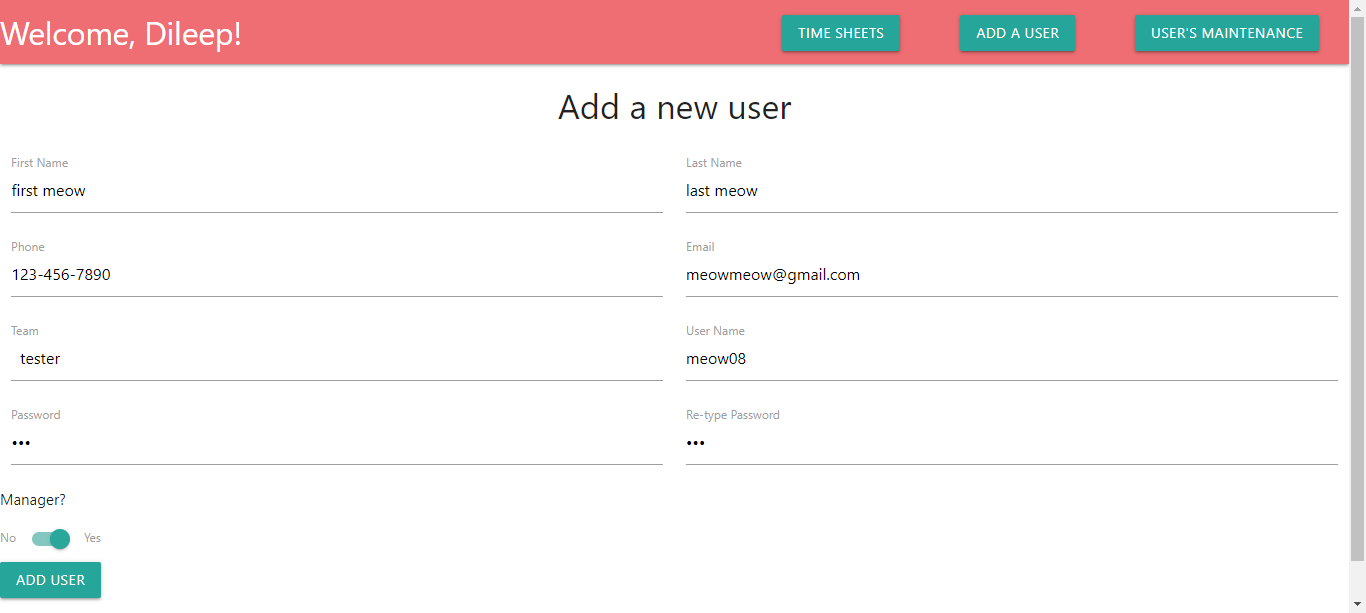 Welcome, Dileep! TIME SHEETS ADD A USER USER'S MAINTENANCE
Add a new user
First Name Last Name
first meow last meow
Phone Email
123-456-7890 meowmeow@gmail.com
Team User Name
tester meow08
Password Re-type Password
••• •••
Manager?
No Yes
ADD USER